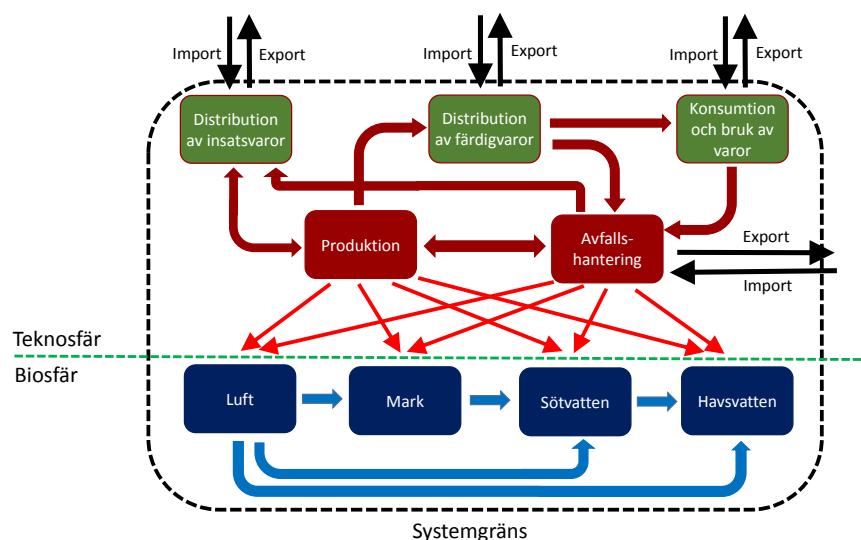 Import
Export
Import
Export
Import
Export
Distribution
av insatsvaror
Distribution
av färdigvaror
Konsumtion
och bruk av
varor
Produktion
Avfalls-
hantering
Export
Import
Teknosfär
Biosfär
Luft
Mark
Sötvatten
Havsvatten
Systemgräns